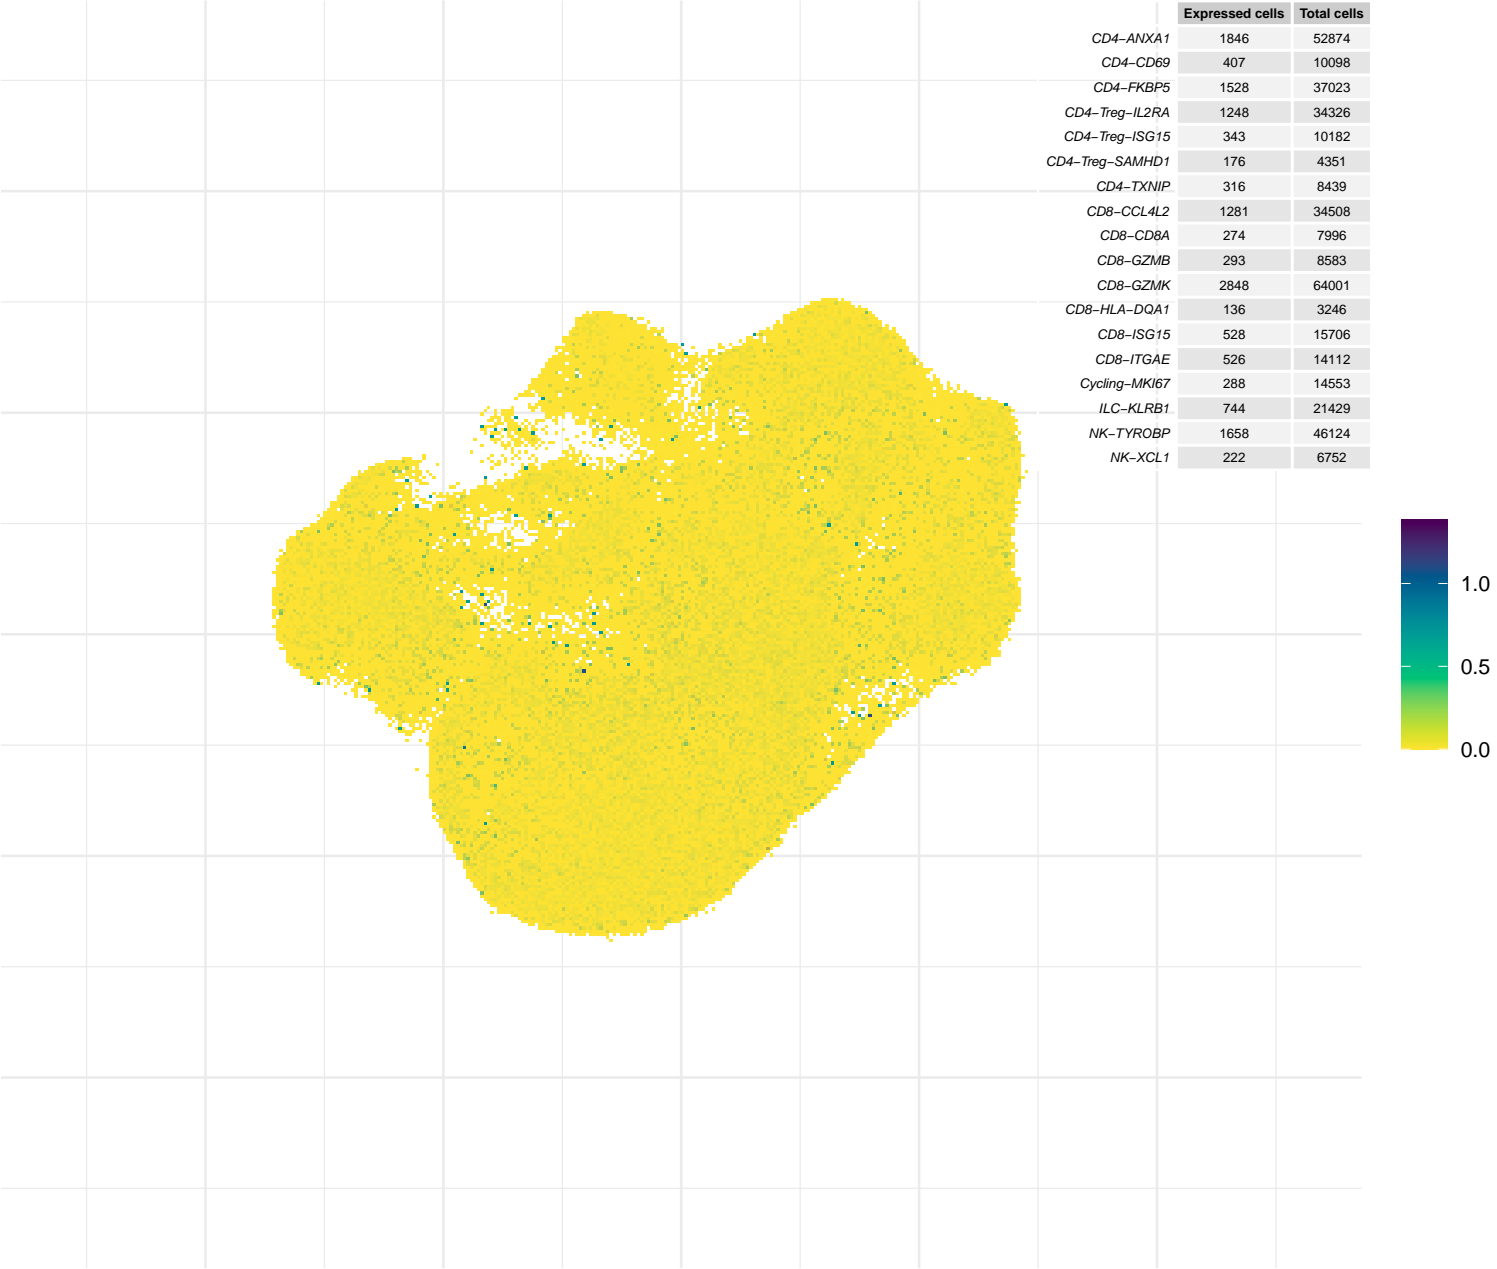 Expressed cells Total cells
CD4−ANXA1 1846 52874
CD4−CD69 407 10098
CD4−FKBP5 1528 37023
CD4−Treg−IL2RA 1248 34326
CD4−Treg−ISG15 343 10182
CD4−Treg−SAMHD1 176 4351
CD4−TXNIP 316 8439
CD8−CCL4L2 1281 34508
CD8−CD8A 274 7996
CD8−GZMB 293 8583
CD8−GZMK 2848 64001
CD8−HLA−DQA1 136 3246
CD8−ISG15 528 15706
CD8−ITGAE 526 14112
Cycling−MKI67 288 14553
ILC−KLRB1 744 21429
NK−TYROBP 1658 46124
NK−XCL1 222 6752
1.0
0.5
0.0